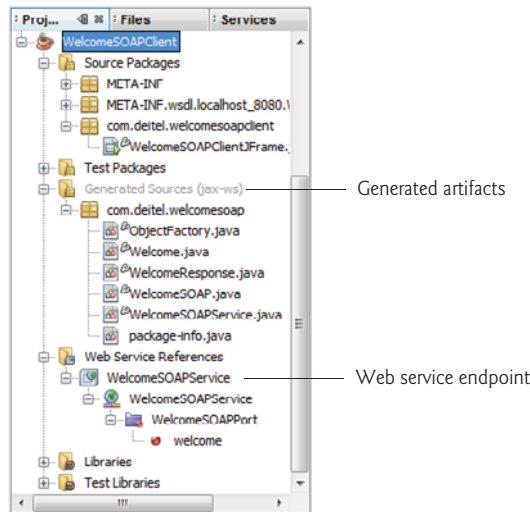 Proj... Files Services
WelcomeSOAPClient
Source Packages
META-INF
META-INF.wsdl.localhost_8080.
com.deitel.welcomesoapclient
WelcomeSOAPClientJFrame.
Test Packages
Generated Sources (jax-ws)
Generated artifacts
com.deitel.welcomesoap
ObjectFactory.java
Welcome.java
WelcomeResponse.java
WelcomeSOAP.java
WelcomeSOAPService.java
package-info.java
Web Service References
WelcomeSOAPService
Web service endpoint
WelcomeSOAPService
WelcomeSOAPPort
welcome
Libraries
Test Libraries